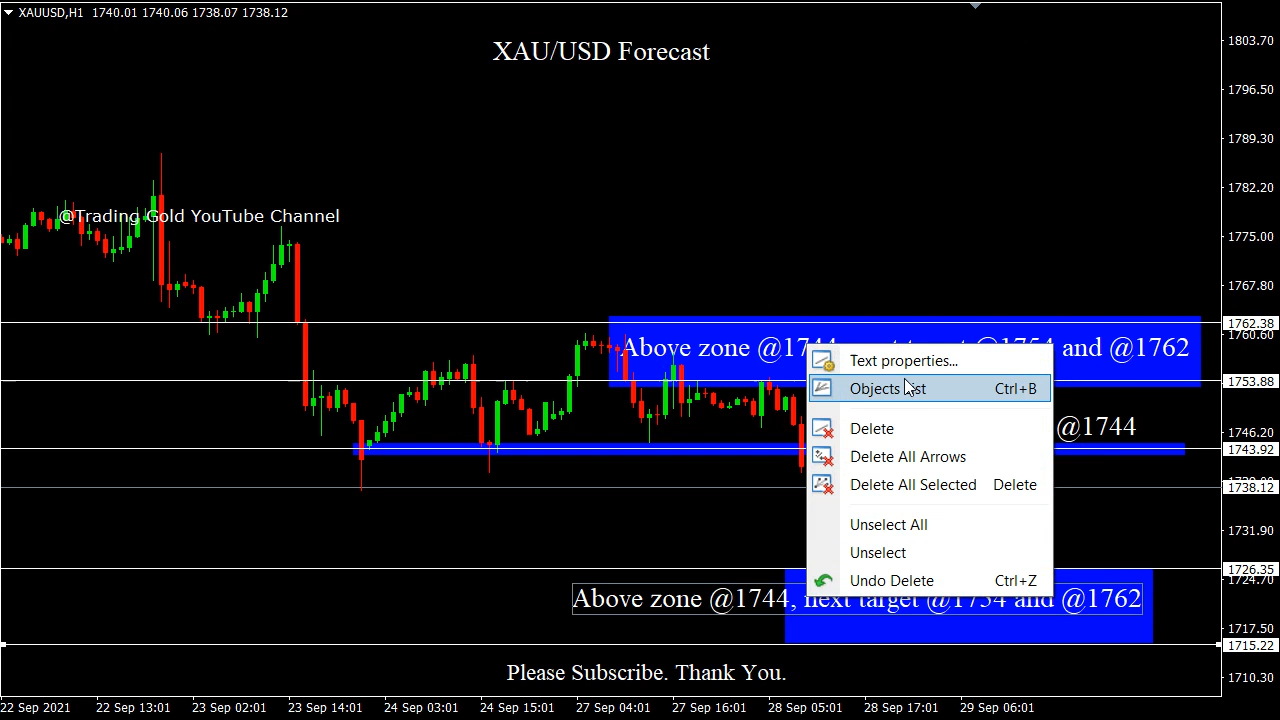 XAUUSD,H1 1740.01 1740.06 1738.07 1738.12
XAU/USD Forecast
1803.70
1796.50
1789.30
1782.20
@Trading Gold YouTube Channel
1775.00
1767.80
1762.38
1760.60
Above zone @1744, next target @1754 and @1762
Text properties...
1753.88
Objects List Ctrl+B
@1744
Delete
1746.20
1743.92
Delete All Arrows
Delete All Selected Delete
1738.12
Unselect All
1731.90
Unselect
1726.35
1724.70
Undo Delete Ctrl+Z
Above zone @1744, next target @1754 and @1762
1717.50
1715.22
Please Subscribe. Thank You.
1710.30
22 Sep 2021 22 Sep 13:01 23 Sep 02:01 23 Sep 14:01 24 Sep 03:01 24 Sep 15:01 27 Sep 04:01 27 Sep 16:01 28 Sep 05:01 28 Sep 17:01 29 Sep 06:01